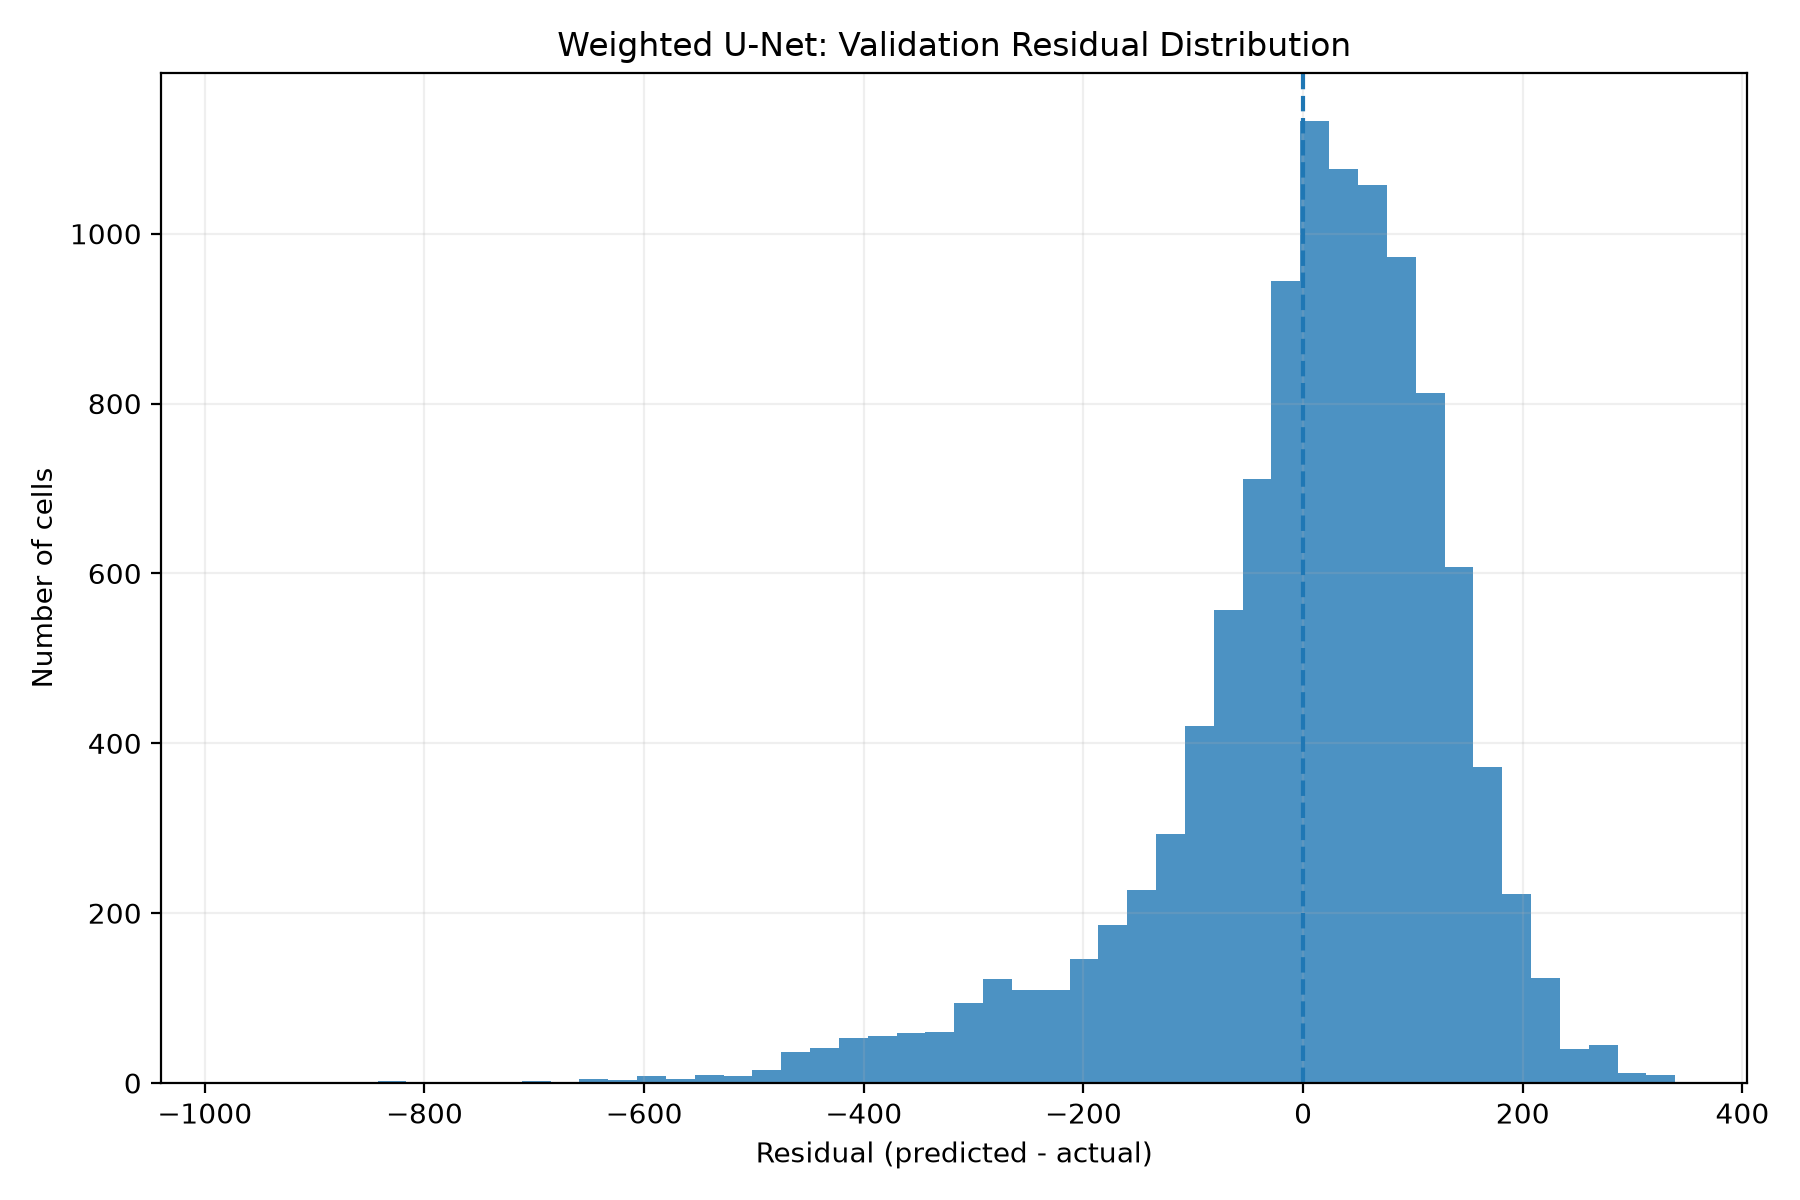 Weighted U-Net: Validation Residual Distribution
1000
800
600
400
200
0
Number of cells
−1000 −800 −600 −400 −200 0 200 400
Residual (predicted - actual)